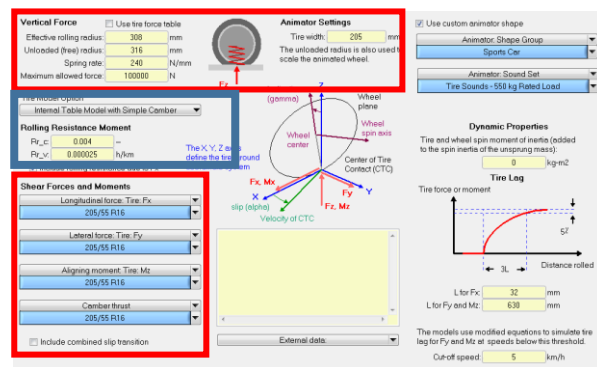 Vertical Force
Use tire force table
Effective rolling radius: 308 mm
Unloaded (free) radius: 316 mm
Spring rate: 240 N/mm
Maximum allowed force: 100000 N
Fz
Animator Settings
Tire width: 205 mm
The unloaded radius is also used t
scale the animated wheel.
Use custom animator shape
Animator: Shape Group
Sports Car
Animator: Sound Set
Tire Sounds - 550 kg Rated Load
Tire Model Option
Internal Table Model with Simple Camber
Rolling Resistance Moment
Rr_c: 0.004 –
Rr_v: 0.000025 h/km
The X, Y, Z
define the
Z
(gamma)
Wheel
plane
Wheel
spin axis
Wheel
center
Center of Tire
Contact (CTC)
Fx, Mx
X
Fy
Y
slip (alpha)
Fz, Mz
Velocity of CTC
Shear Forces and Moments
Longitudinal force: Tire: Fx
205/55 R16
Lateral force: Tire: Fy
205/55 R16
Aligning moment: Tire: Mz
205/55 R16
Camber thrust
205/55 R16
Include combined slip transition
External data:
Dynamic Properties
Tire and wheel spin moment of inertia (added
to the spin inertia of the unsprung mass):
0 kg-m2
Tire Lag
Tire force or moment
3L
Distance rolled
L for Fx: 32 mm
L for Fy and Mz: 630 mm
The models use modified equations to simulate tire
lag for Fy and Mz at speeds below this threshold.
Cut-off speed: 5 km/h